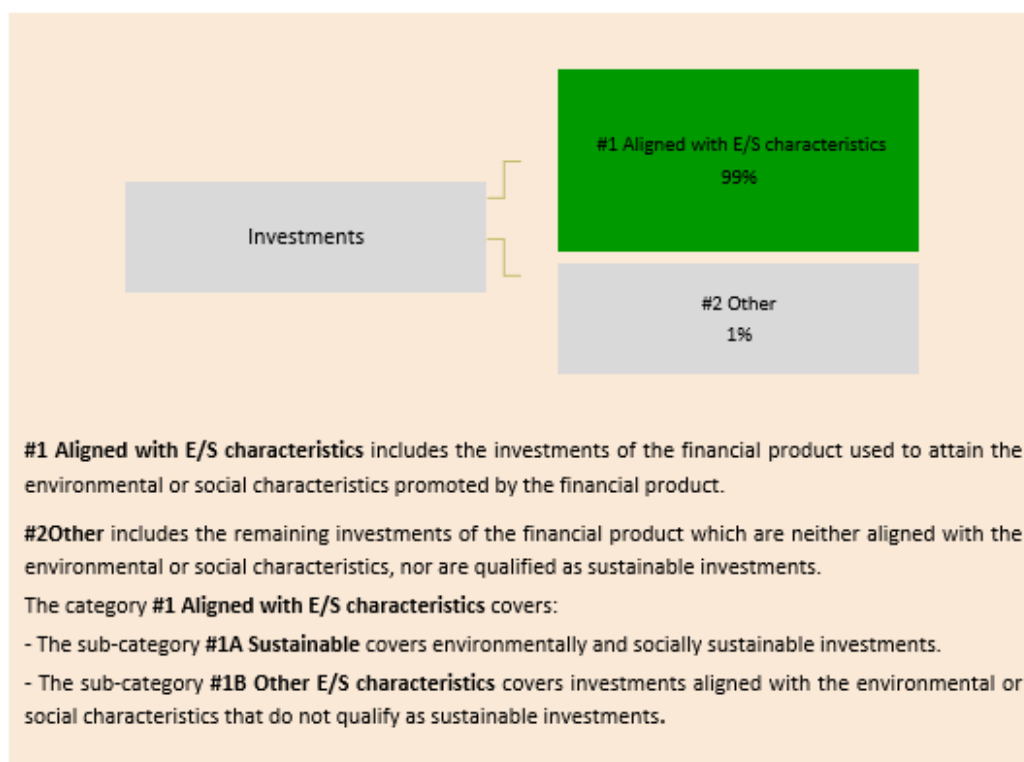 #1 Aligned with E/S characteristics
99%
Investments
#2 Other
1%
#1 Aligned with E/S characteristics includes the investments of the financial product used to attain the
environmental or social characteristics promoted by the financial product.
#2Other includes the remaining investments of the financial product which are neither aligned with the
environmental or social characteristics, nor are qualified as sustainable investments.
The category #1 Aligned with E/S characteristics covers:
- The sub-category #1A Sustainable covers environmentally and socially sustainable investments.
- The sub-category #1B Other E/S characteristics covers investments aligned with the environmental or
social characteristics that do not qualify as sustainable investments.